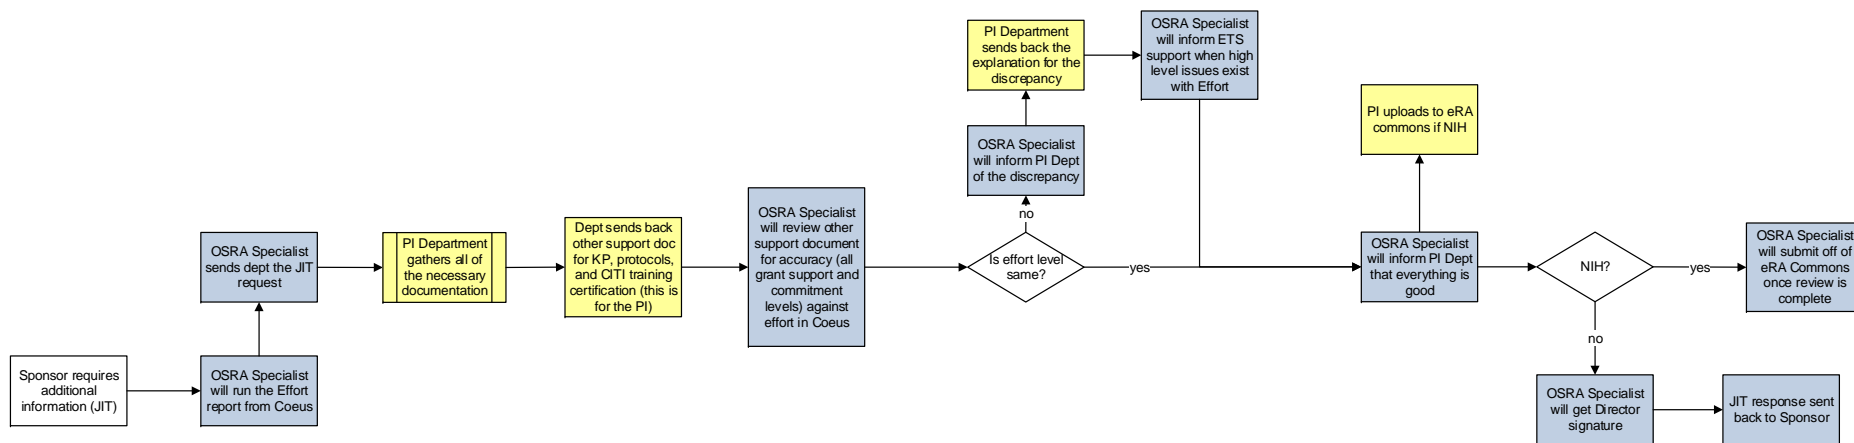 Sponsor requires
additional
information (JIT)
OSRA Specialist
will run the Effort
report from Coeus
OSRA Specialist
sends dept the JIT
request
PI Department
gathers all of
the necessary
documentation
Dept sends back
other support doc
for KP, protocols,
and CITI training
certification (this is
for the PI)
OSRA Specialist
will review other
support document
for accuracy (all
grant support and
commitment
levels) against
effort in Coeus
Is effort level
same?
no
OSRA Specialist
will inform PI Dept
of the discrepancy
PI Department
sends back the
explanation for the
discrepancy
OSRA Specialist
will inform ETS
support when high
level issues exist
with Effort
yes
OSRA Specialist
will inform PI Dept
that everything is
good
PI uploads to eRA
commons if NIH
NIH?
yes
OSRA Specialist
will submit off of
eRA Commons
once review is
complete
no
OSRA Specialist
will get Director
signature
JIT response sent
back to Sponsor